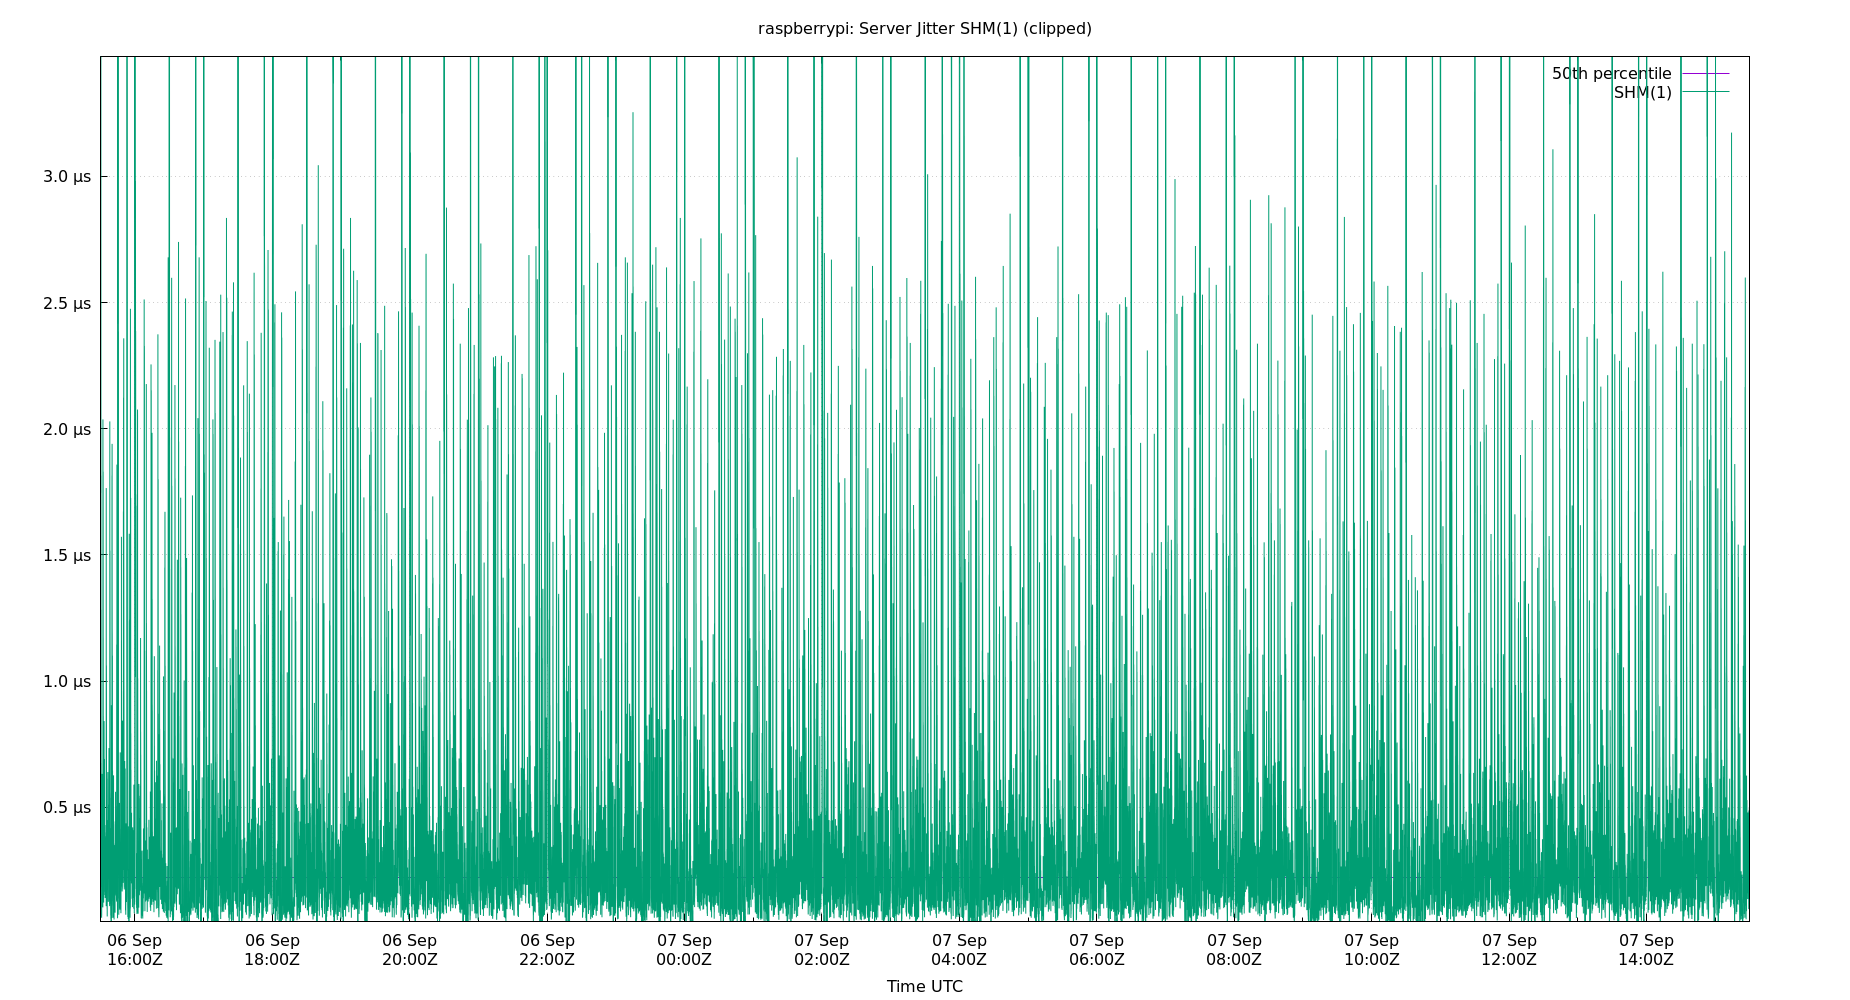 raspberrypi: Server Jitter SHM(1) (clipped)
50th percentile
SHM(1)
3.0 µs
2.5 µs
2.0 µs
1.5 µs
1.0 µs
0.5 µs
06 Sep 06 Sep 06 Sep 06 Sep 07 Sep 07 Sep 07 Sep 07 Sep 07 Sep 07 Sep 07 Sep 07 Sep
16:00Z 18:00Z 20:00Z 22:00Z 00:00Z 02:00Z 04:00Z 06:00Z 08:00Z 10:00Z 12:00Z 14:00Z
Time UTC